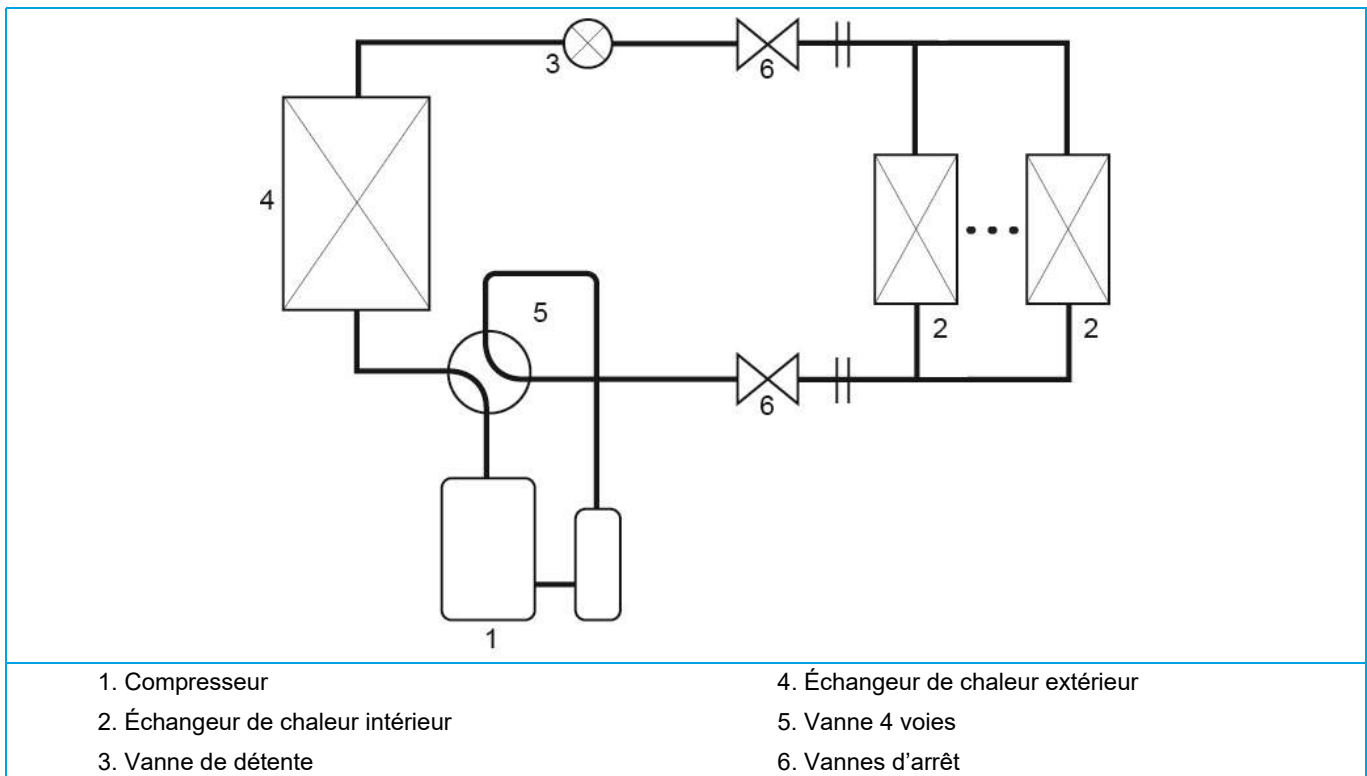 3
6
4
5
2
2
6
1
1. Compresseur
2. Échangeur de chaleur intérieur
3. Vanne de détente
4. Échangeur de chaleur extérieur
5. Vanne 4 voies
6. Vannes d’arrêt